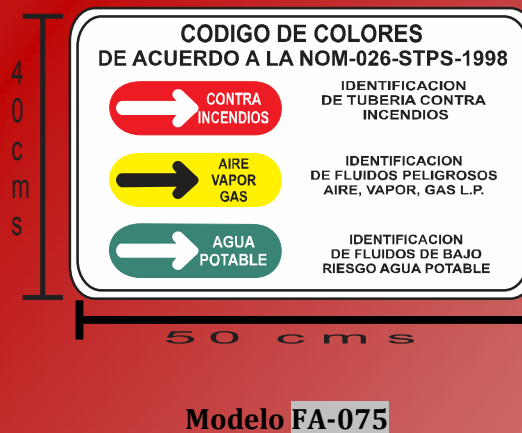 CODIGO DE COLORES
DE ACUERDO A LA NOM-026-STPS-1998
CONTRA
INCENDIOS
IDENTIFICACION
DE TUBERIA CONTRA
INCENDIOS
AIRE
VAPOR
GAS
IDENTIFICACION
DE FLUIDOS PELIGROSOS
AIRE, VAPOR, GAS L.P.
AGUA
POTABLE
IDENTIFICACION
DE FLUIDOS DE BAJO
RIESGO AGUA POTABLE
40 cms
50 cms
Modelo FA-075